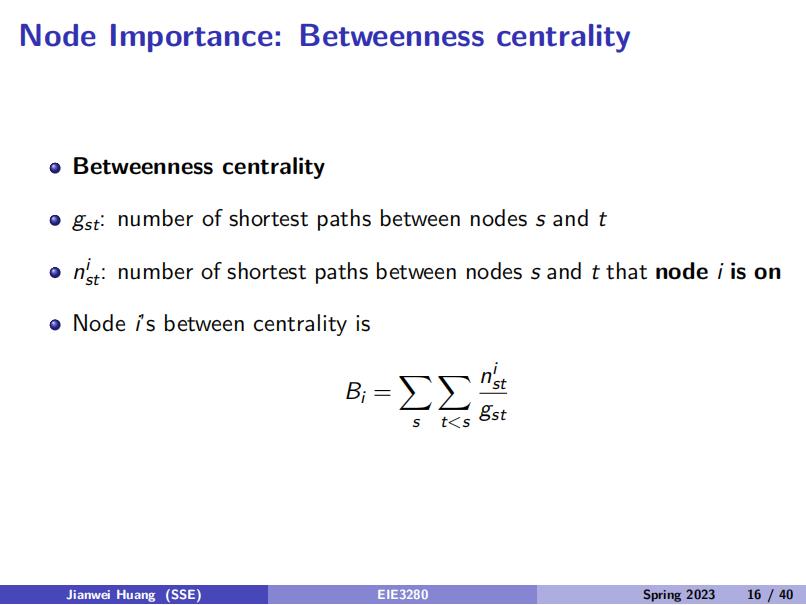 Node Importance: Betweenness centrality
Betweenness centrality
g_{st}: number of shortest paths between nodes s and t
n^i_{st}: number of shortest paths between nodes s and t that node i is on
Node i's between centrality is
B_i = \sum_s \sum_{t<s} \frac{n^i_{st}}{g_{st}}
Jianwei Huang (SSE) EIE3280 Spring 2023 16 / 40